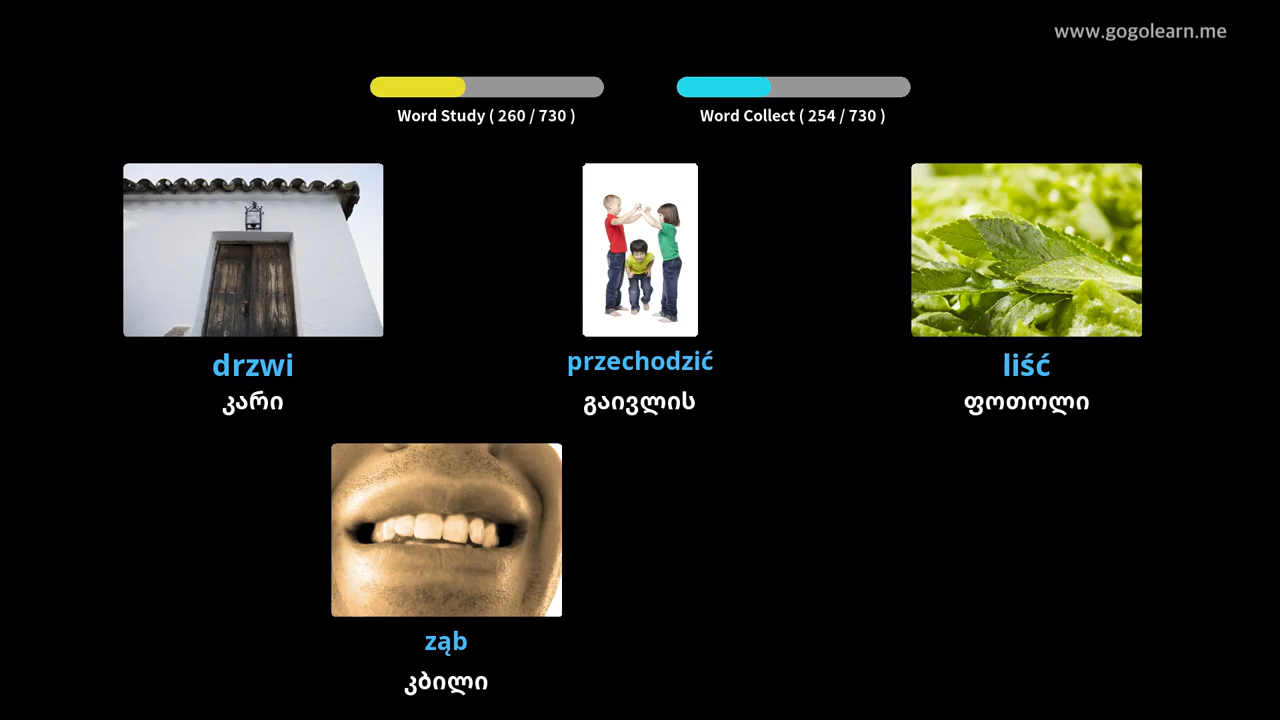 www.gogolearn.me
Word Study ( 260 / 730 )
Word Collect ( 254 / 730 )
drzwi
კარი
przechodzić
გაივლის
liść
ფოთოლი
ząb
კბილი